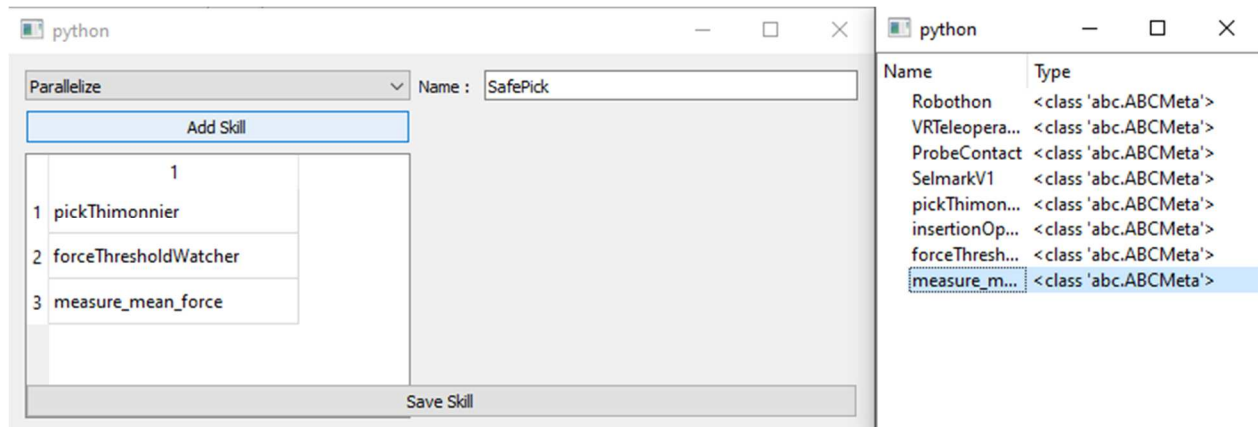 python
Parallelize Name : SafePick
Add Skill
1
1 pickThimonnier
2 forceThresholdWatcher
3 measure_mean_force
Save Skill
python
Name Type
Robothon <class 'abc.ABCMeta'>
VRTeleopera... <class 'abc.ABCMeta'>
ProbeContact <class 'abc.ABCMeta'>
SelmarkV1 <class 'abc.ABCMeta'>
pickThimon... <class 'abc.ABCMeta'>
insertionOp... <class 'abc.ABCMeta'>
forceThresh... <class 'abc.ABCMeta'>
measure_m... <class 'abc.ABCMeta'>